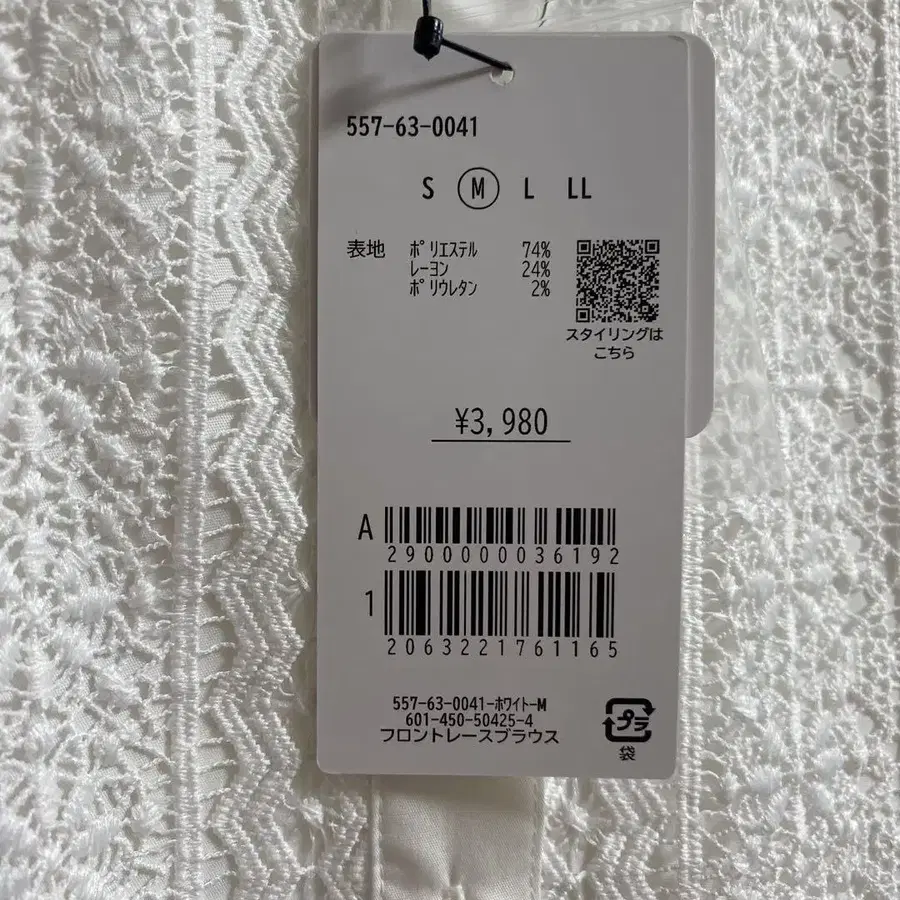 557-63-0041
S M L LL
表地 ポリエステル 74%
レーヨン 24%
ポリウレタン 2%
スタイリングは
こちら
¥3,980
A
2900000036192
1
2063221761165
557-63-0041-ホワイト-M
601-450-50425-4
フロントレースブラウス
プラ
袋